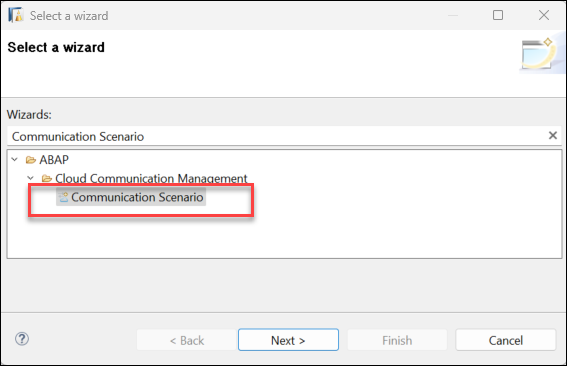 Select a wizard
Select a wizard
Wizards:
Communication Scenario
ABAP
Cloud Communication Management
Communication Scenario
< Back
Next >
Finish
Cancel